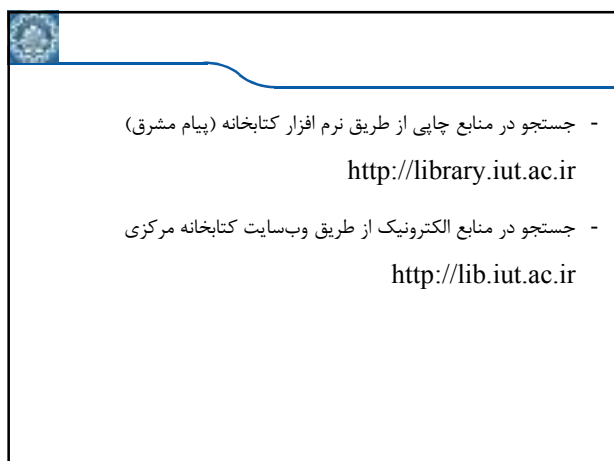 - جستجو در منابع چاپی از طریق نرم افزار کتابخانه (پیام مشرق)
http://library.iut.ac.ir
- جستجو در منابع الکترونیک از طریق وب‌سایت کتابخانه مرکزی
http://lib.iut.ac.ir